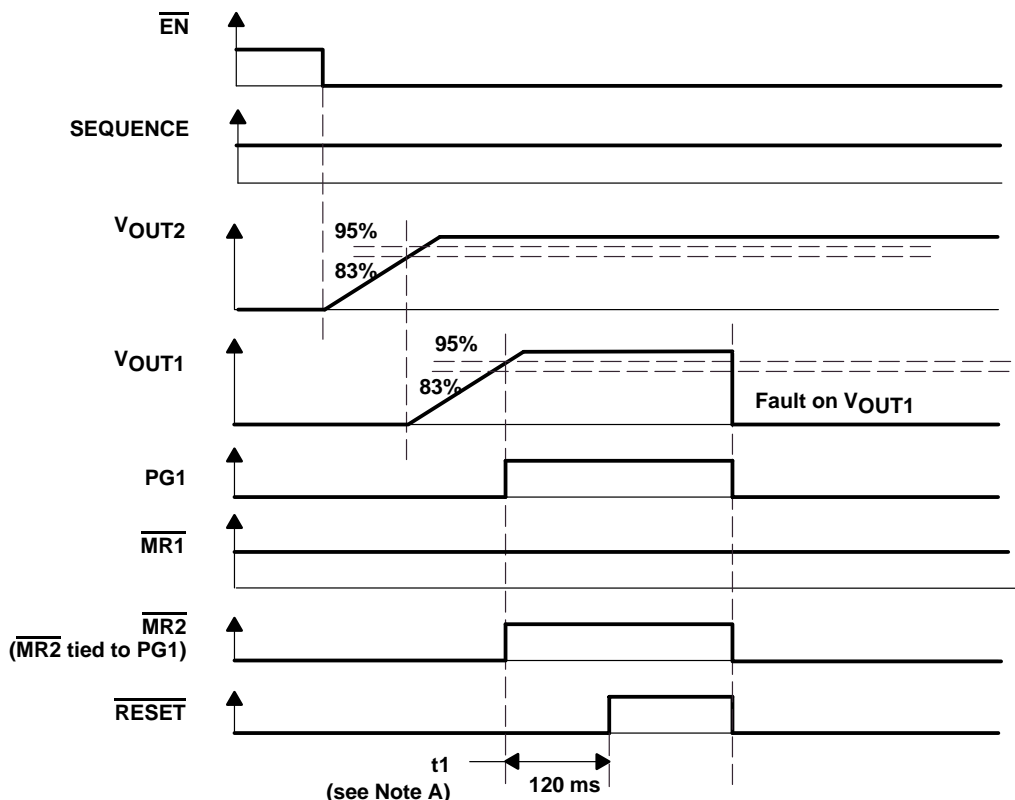 EN
SEQUENCE
VOUT2
95%
83%
VOUT1
95%
83%
Fault on VOUT1
PG1
MR1
MR2
(MR2 tied to PG1)
RESET
t1
(see Note A)
120 ms